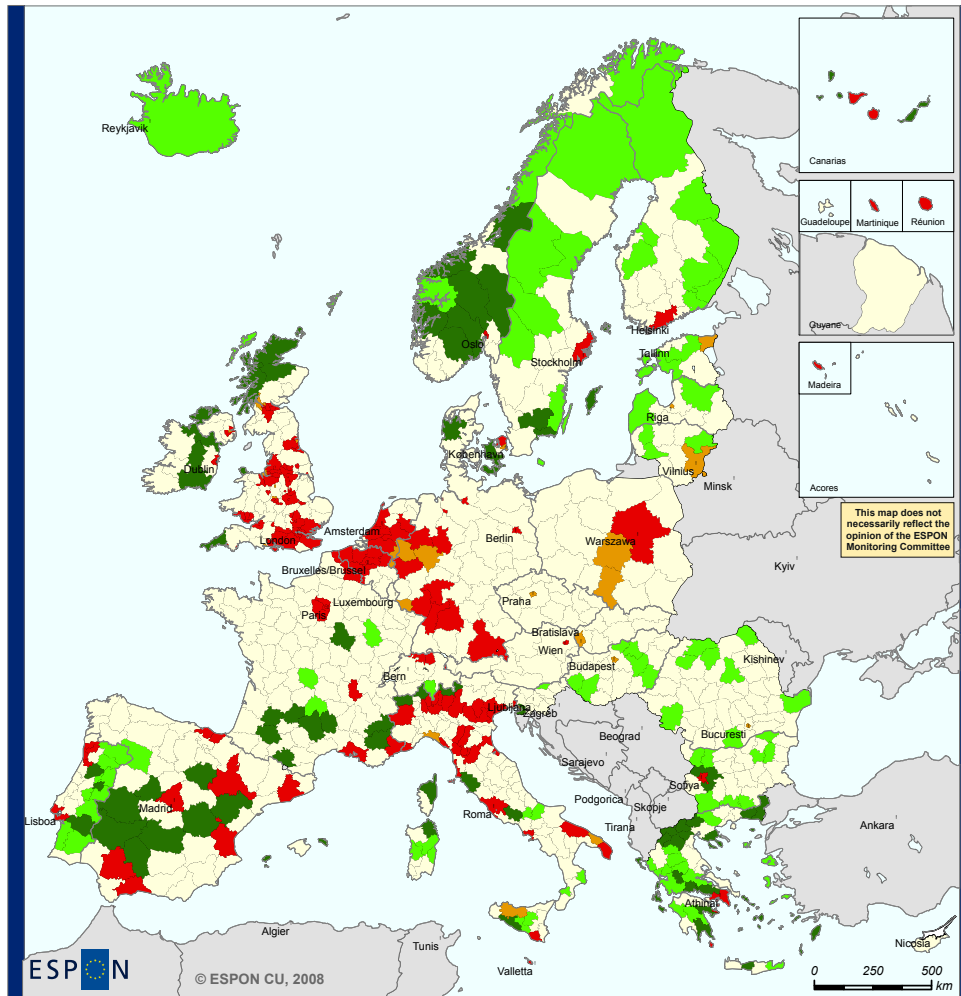 Reykjavik
Canarias
Guadeloupe
Martinique
Réunion
Guyane
Helsinki
Oslo
Tallinn
Stockholm
Madeira
Riga
København
Dublin
Vilnius
Minsk
Acores
This map does not
necessarily reflect the
opinion of the ESPON
Monitoring Committee
Amsterdam
London
Berlin
Warszawa
Bruxelles/Brussel
Kyiv
Luxembourg
Praha
Paris
Bratislava
Wien
Kishinev
Budapest
Bern
Ljubljana
Zagreb
Bucuresti
Beograd
Sarajevo
Sofiya
Podgorica
Skopje
Madrid
Roma
Lisboa
Tirana
Ankara
Athinai
Algier
Tunis
Nicosia
Valletta
ESPON
© ESPON CU, 2008
0 250 500
km